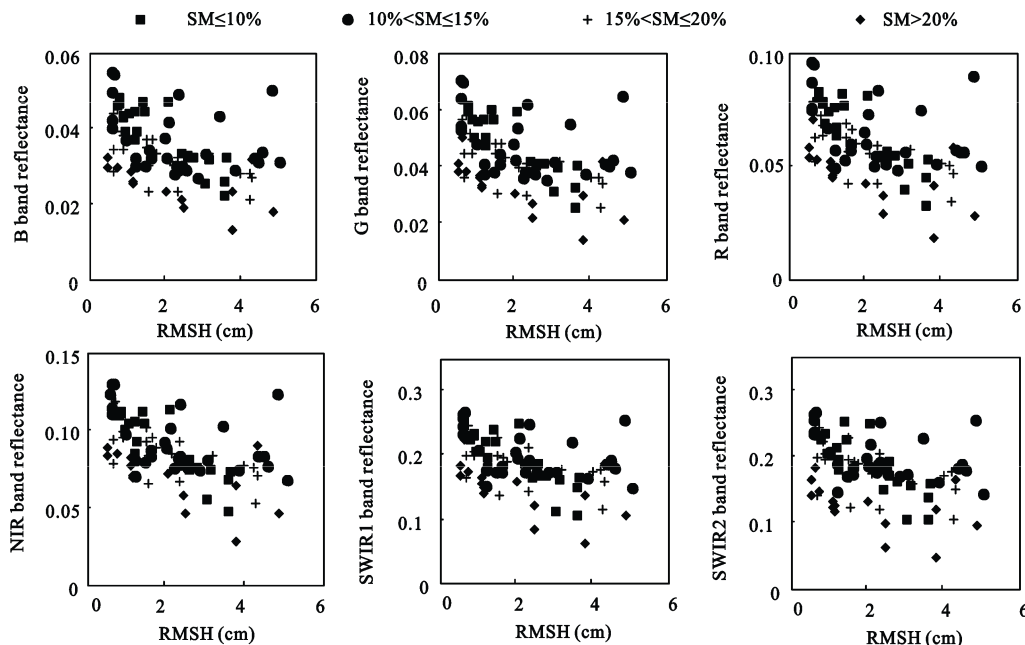 SM≤10% 10%<SM≤15% 15%<SM≤20% SM>20%
0.06
0.04
0.02
0
B band reflectance
0 2 4 6
RMSH (cm)
0.08
0.06
0.04
0.02
0
G band reflectance
0 2 4 6
RMSH (cm)
0.10
0.05
0
R band reflectance
0 2 4 6
RMSH (cm)
0.15
0.10
0.05
0
NIR band reflectance
0 2 4 6
RMSH (cm)
0.3
0.2
0.1
0
SWIR1 band reflectance
0 2 4 6
RMSH (cm)
0.3
0.2
0.1
0
SWIR2 band reflectance
0 2 4 6
RMSH (cm)